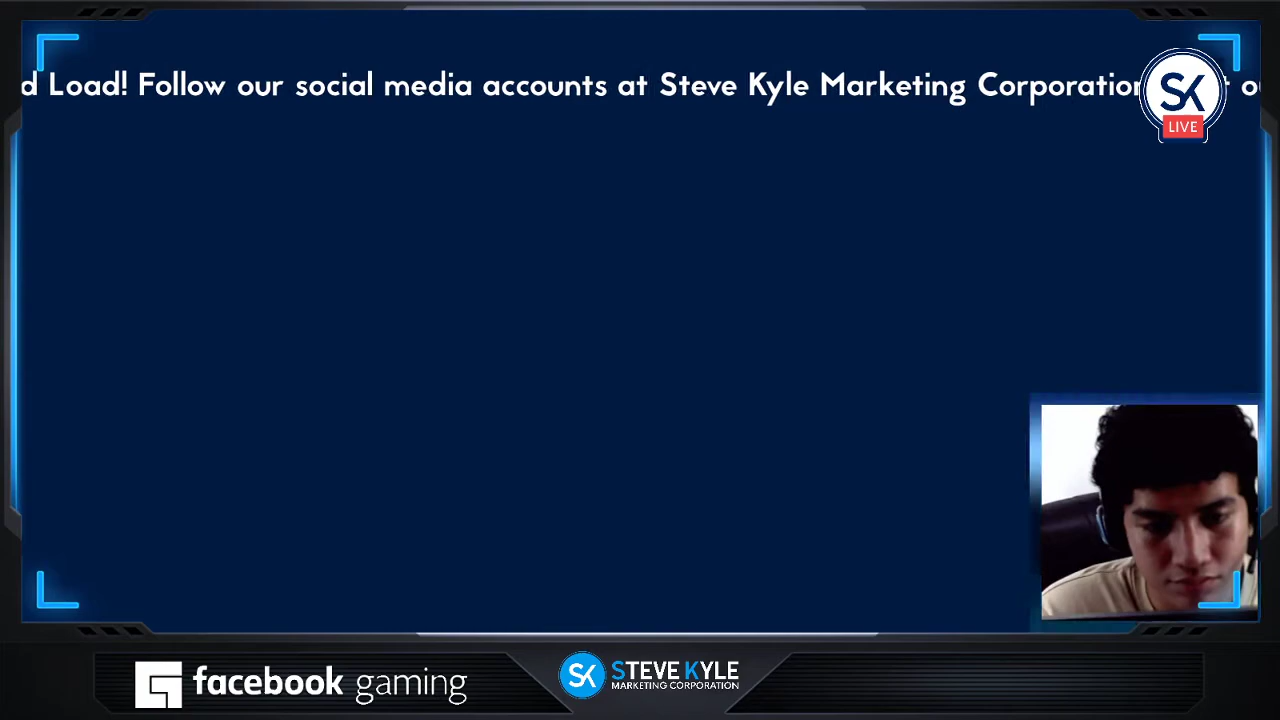 d Load! Follow our social media accounts at Steve Kyle Marketing Corporation
SK
LIVE
facebook gaming
SK STEVE KYLE
MARKETING CORPORATION